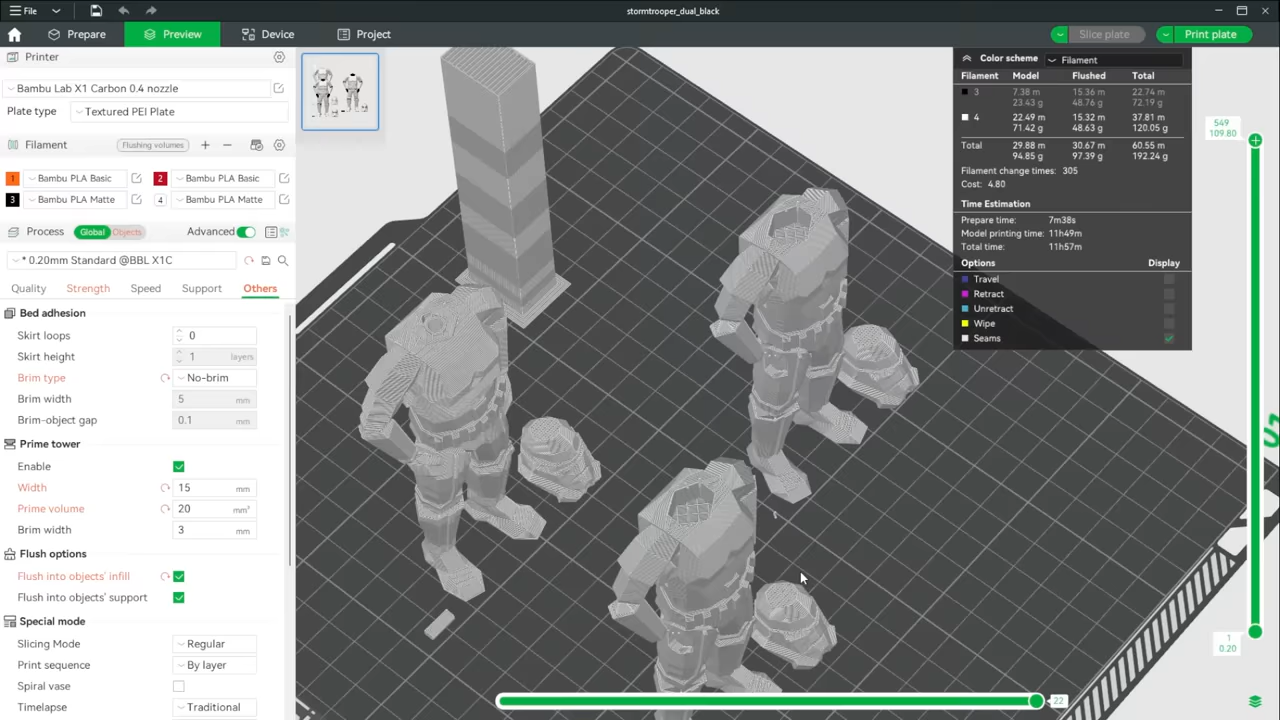 File
stormtrooper_dual_black
Prepare
Preview
Device
Project
Slice plate
Print plate
Printer
Bambu Lab X1 Carbon 0.4 nozzle
Plate type
Textured PEI Plate
Filament
Flushing volumes
1 Bambu PLA Basic
2 Bambu PLA Basic
3 Bambu PLA Matte
4 Bambu PLA Matte
Process
Global
Objects
Advanced
* 0.20mm Standard @BBL X1C
Quality
Strength
Speed
Support
Others
Bed adhesion
Skirt loops 0
Skirt height 1 layers
Brim type No-brim
Brim width 5 mm
Brim-object gap 0.1 mm
Prime tower
Enable
Width 15 mm
Prime volume 20 mm³
Brim width 3 mm
Flush options
Flush into objects' infill
Flush into objects' support
Special mode
Slicing Mode Regular
Print sequence By layer
Spiral vase
Timelapse Traditional
Color scheme Filament
Filament Model Flushed Total
3 7.38 m 15.36 m 22.74 m
23.43 g 48.76 g 72.19 g
4 22.49 m 15.32 m 37.81 m
71.42 g 48.63 g 120.05 g
Total 29.88 m 30.67 m 60.55 m
94.85 g 97.39 g 192.24 g
Filament change times: 305
Cost: 4.80
Time Estimation
Prepare time: 7m38s
Model printing time: 11h49m
Total time: 11h57m
Options Display
Travel
Retract
Unretract
Wipe
Seams
549
109.80
1
0.20
22